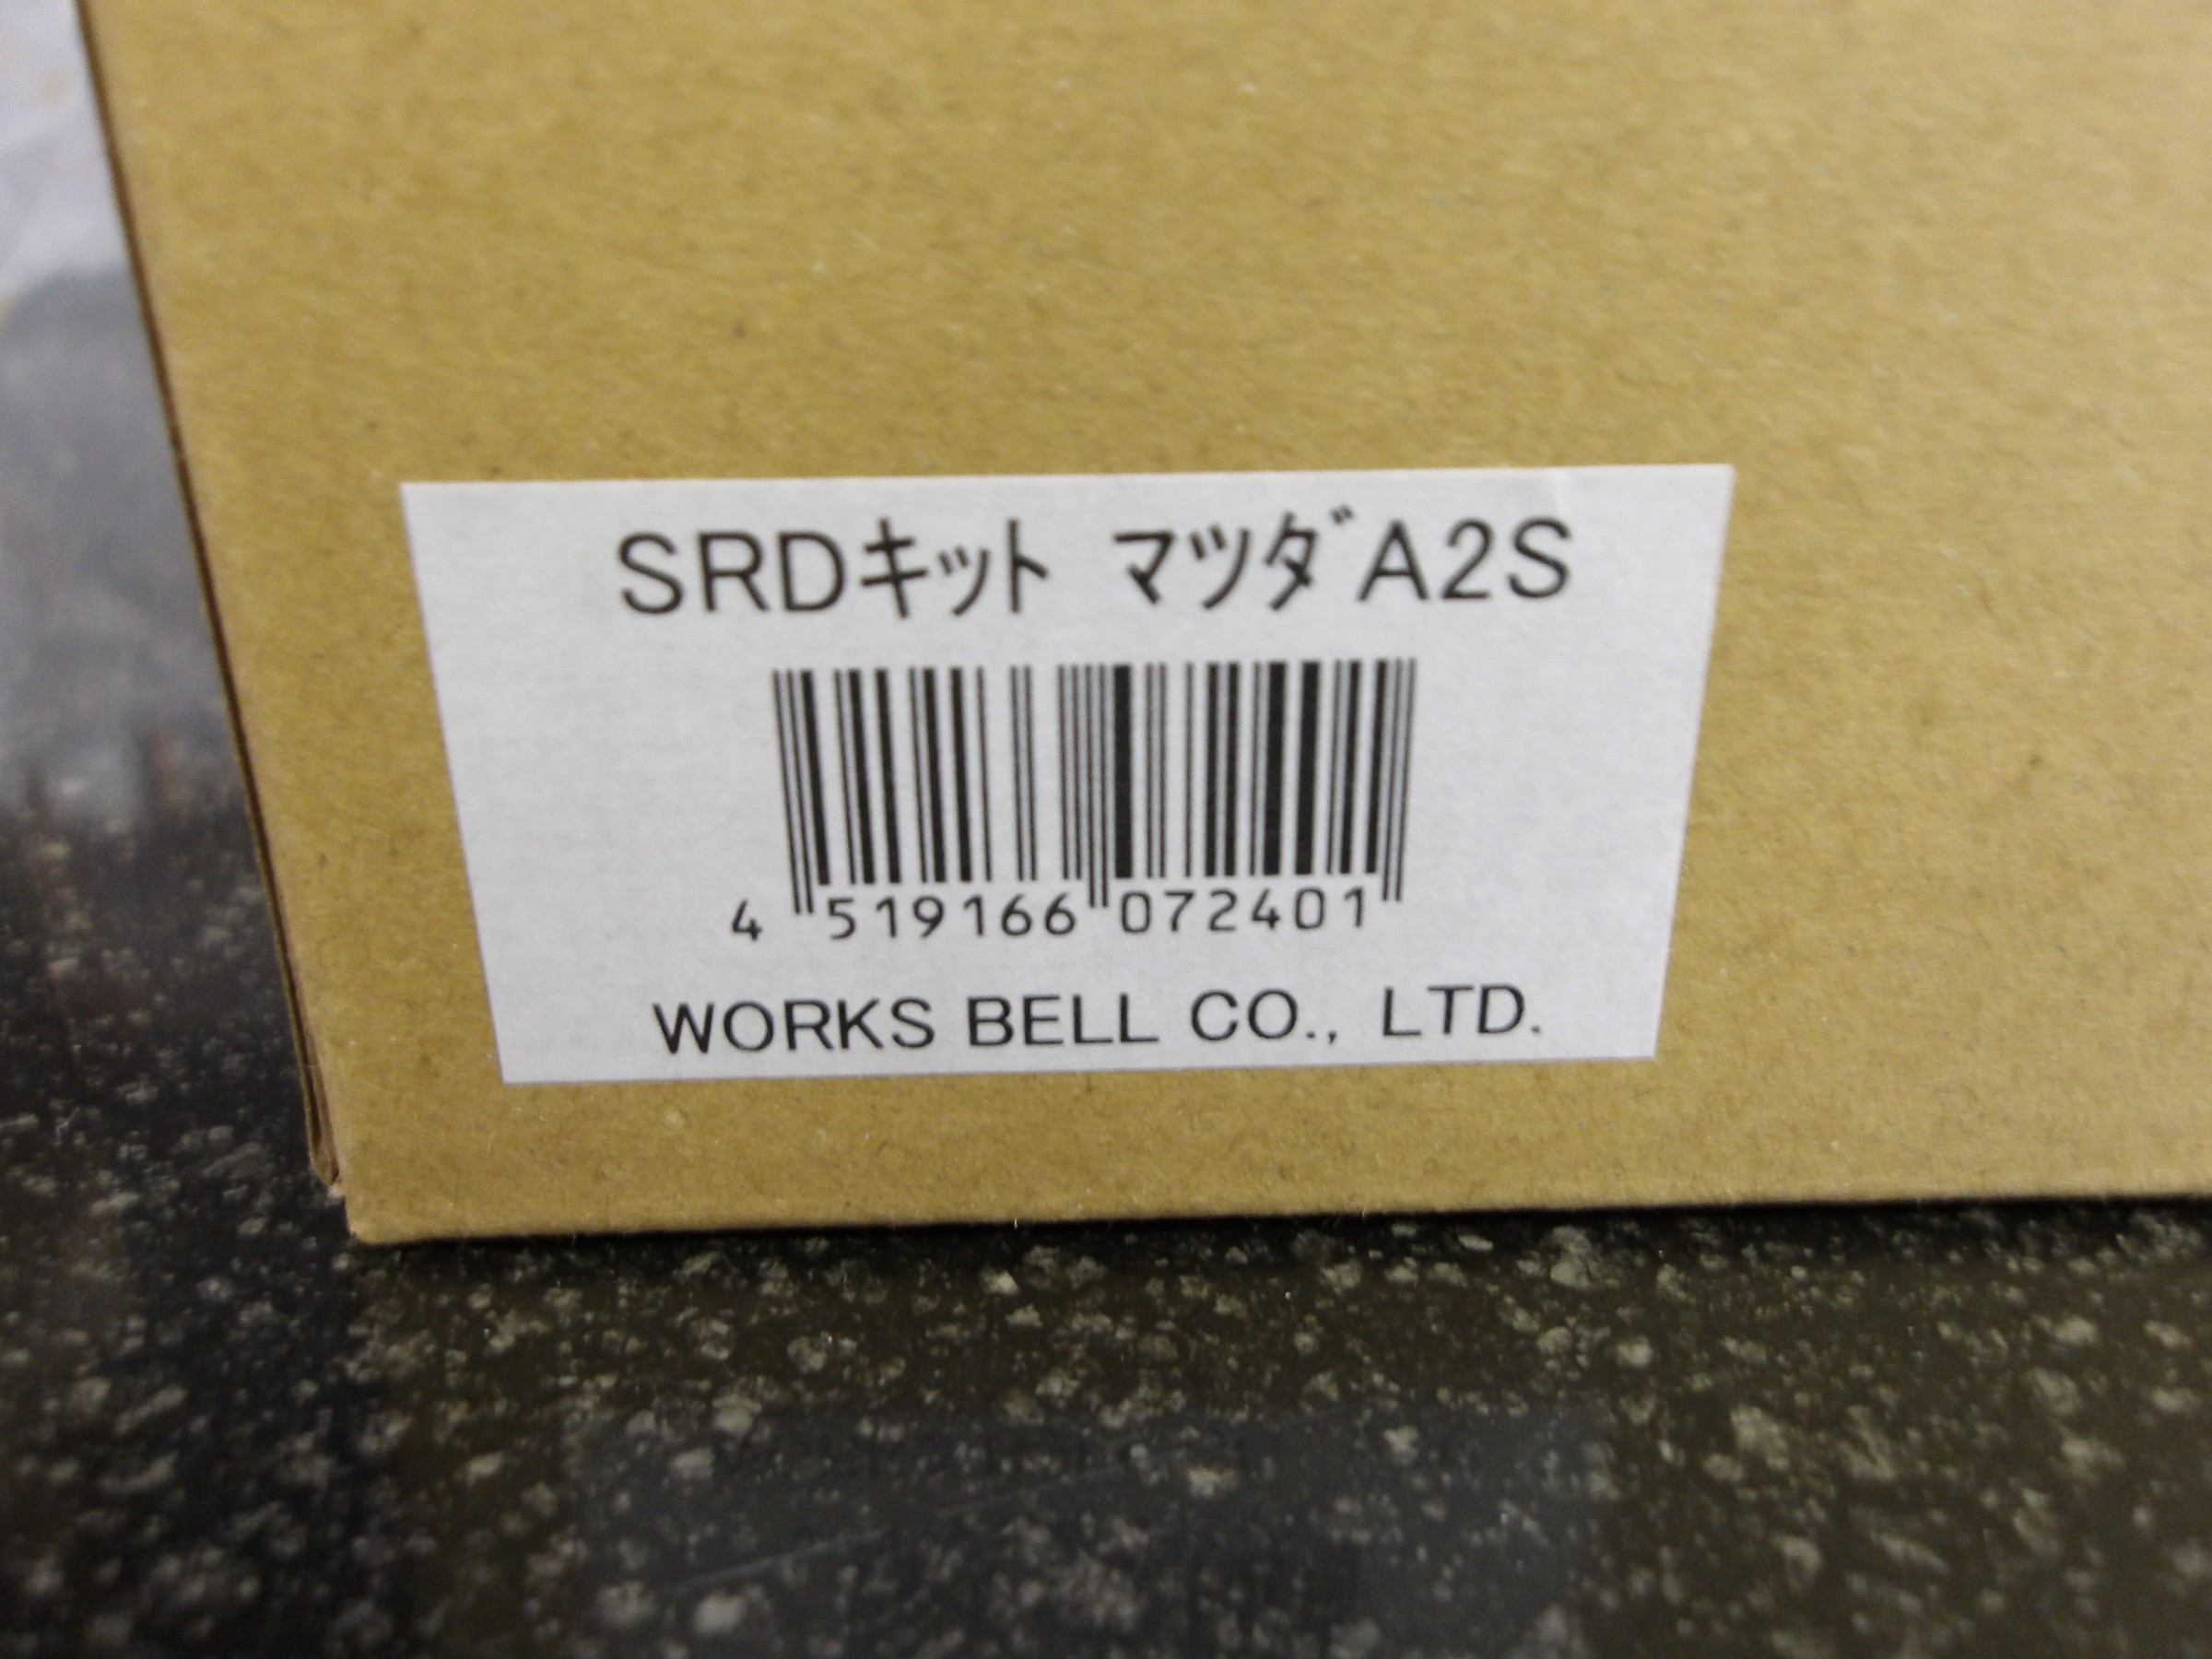 SRDｷｯﾄ ﾏﾂﾀﾞA2S
4 519166 072401
WORKS BELL CO., LTD.